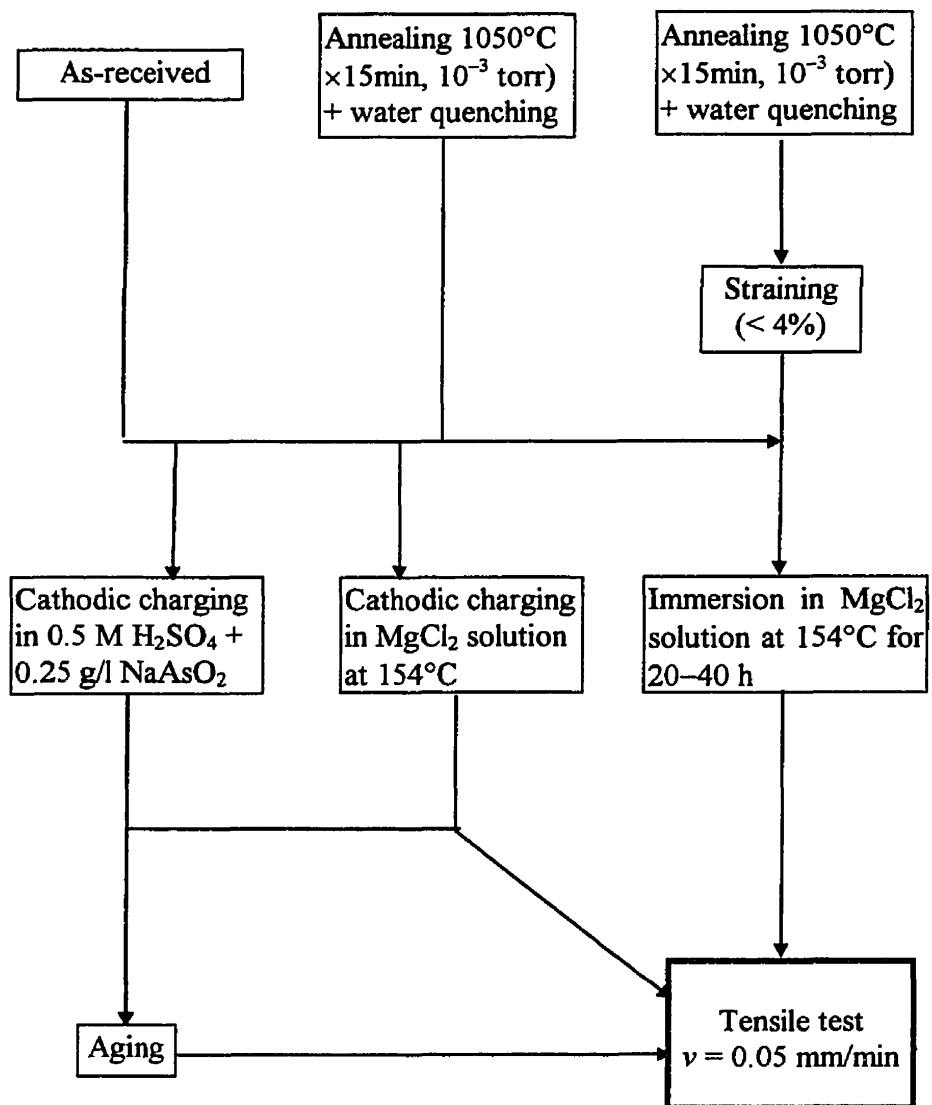 As-received
Annealing 1050°C
×15min, 10⁻³ torr)
+ water quenching
Annealing 1050°C
×15min, 10⁻³ torr)
+ water quenching
Straining
(< 4%)
Cathodic charging
in 0.5 M H₂SO₄ +
0.25 g/l NaAsO₂
Cathodic charging
in MgCl₂ solution
at 154°C
Immersion in MgCl₂
solution at 154°C for
20–40 h
Aging
Tensile test
v = 0.05 mm/min